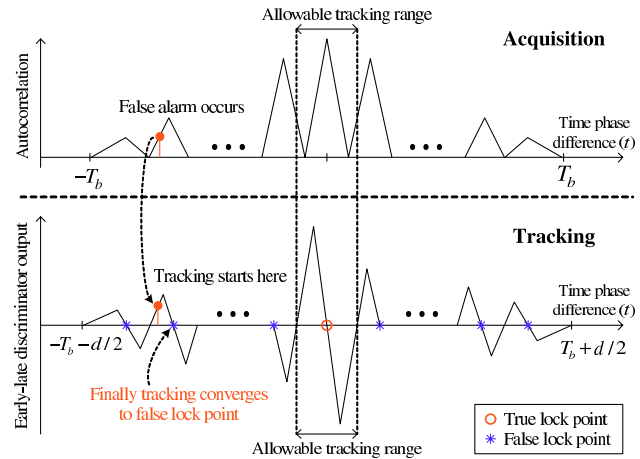 Allowable tracking range
Acquisition
Autocorrelation
False alarm occurs
Time phase
difference (t)
−T_b
T_b
Tracking
Early-late discriminator output
Tracking starts here
Time phase
difference (t)
−T_b −d/2
T_b + d/2
Finally tracking converges
to false lock point
Allowable tracking range
True lock point
False lock point